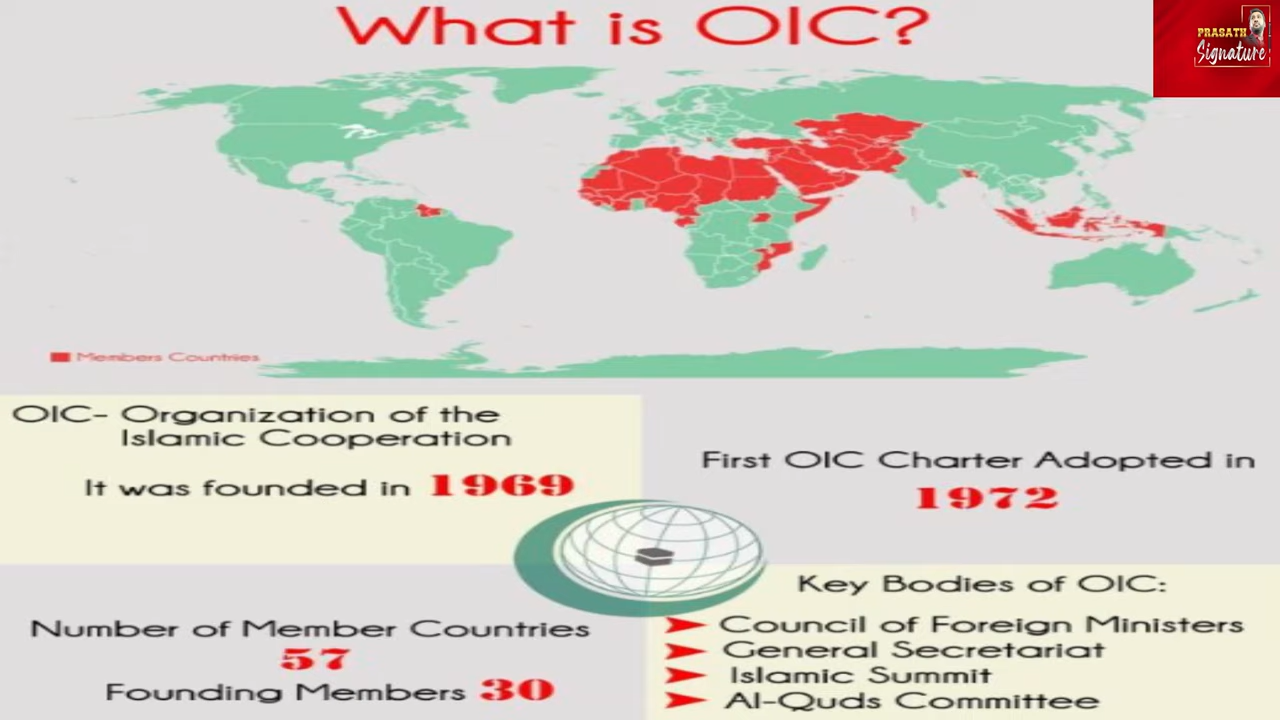 What is OIC?
PRASATH
Signature
Members Countries
OIC- Organization of the
Islamic Cooperation
It was founded in 1969
First OIC Charter Adopted in
1972
Number of Member Countries
57
Founding Members 30
Key Bodies of OIC:
Council of Foreign Ministers
General Secretariat
Islamic Summit
Al-Quds Committee